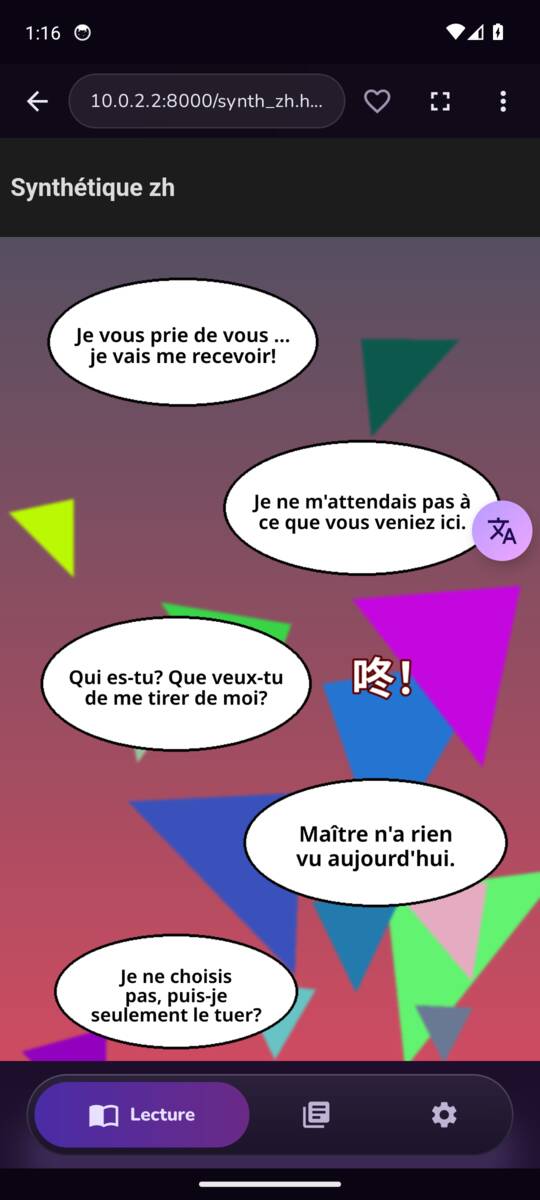 1:16
10.0.2.2:8000/synth_zh.h...
Synthétique zh
Je vous prie de vous ...
je vais me recevoir!
Je ne m'attendais pas à
ce que vous veniez ici.
Qui es-tu? Que veux-tu
de me tirer de moi?
咚!
Maître n'a rien
vu aujourd'hui.
Je ne choisis
pas, puis-je
seulement le tuer?
Lecture